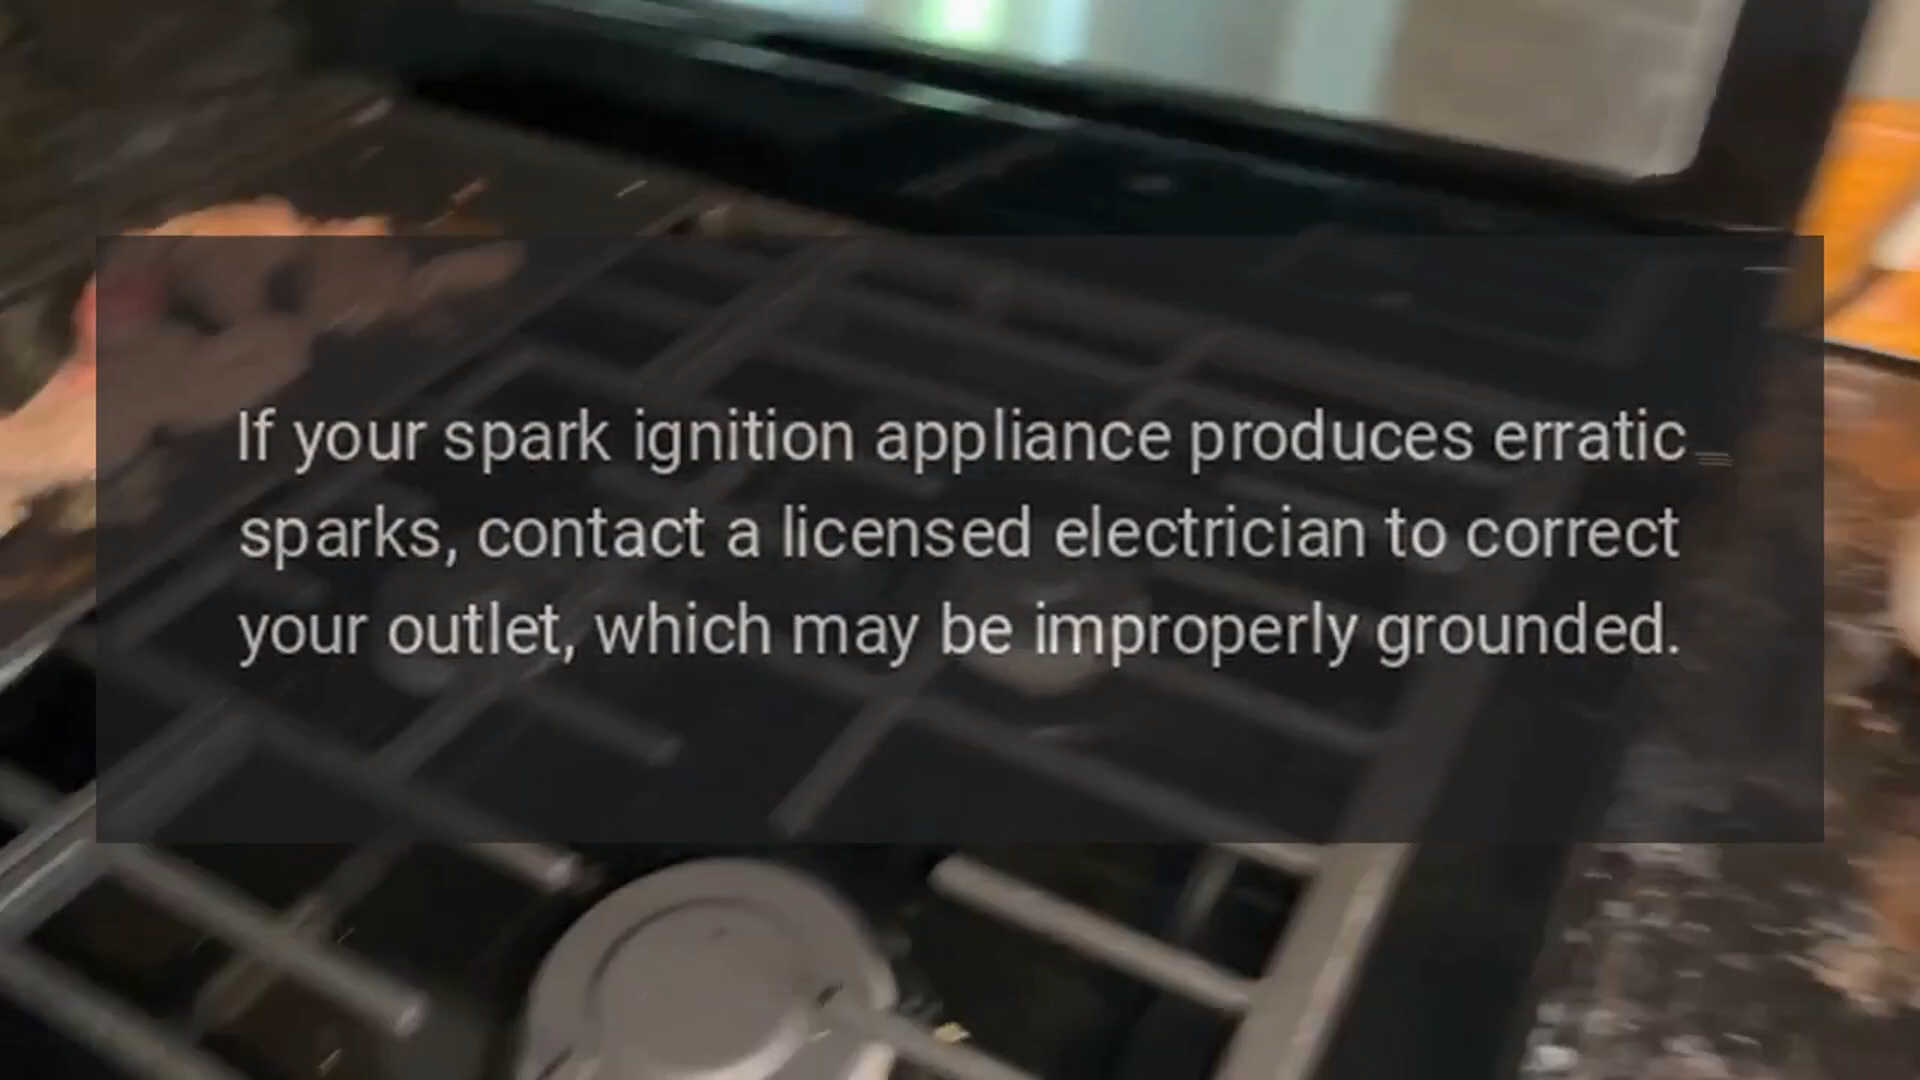 If your spark ignition appliance produces erratic
sparks, contact a licensed electrician to correct
your outlet, which may be improperly grounded.